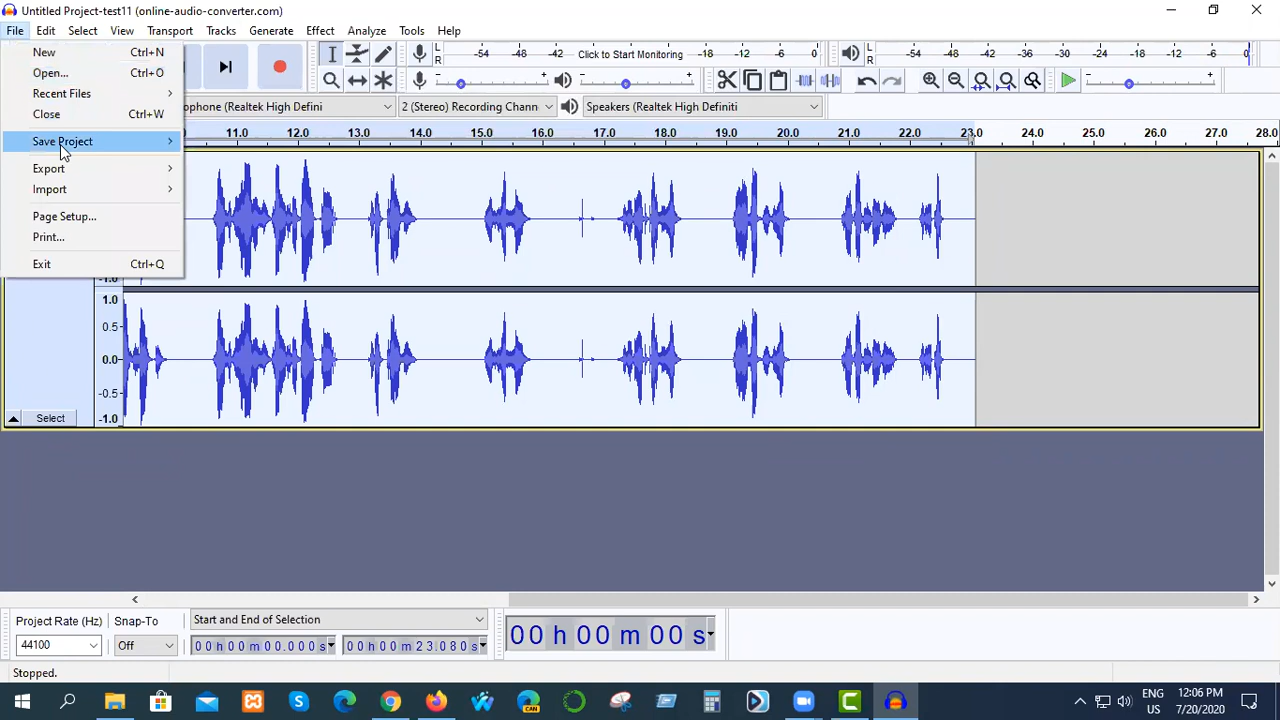 Untitled Project-test11 (online-audio-converter.com)
File Edit Select View Transport Tracks Generate Effect Analyze Tools Help
New Ctrl+N
Open... Ctrl+O
Recent Files
Close Ctrl+W
Save Project
Export
Import
Page Setup...
Print...
Exit Ctrl+Q
-54 -48 -42 Click to Start Monitoring -18 -12 -6 0
-54 -48 -42 -36 -30 -24 -18 -12 -6 0
phone (Realtek High Defini
2 (Stereo) Recording Chann
Speakers (Realtek High Definiti
11.0 12.0 13.0 14.0 15.0 16.0 17.0 18.0 19.0 20.0 21.0 22.0 23.0 24.0 25.0 26.0 27.0 28.0
-1.0
1.0
0.5
0.0
-0.5
-1.0
Select
Project Rate (Hz) Snap-To Start and End of Selection
44100 Off 00 h 00 m 00.000 s 00 h 00 m 23.080 s
00 h 00 m 00 s
Stopped.
CAN
ENG
US
12:06 PM
7/20/2020